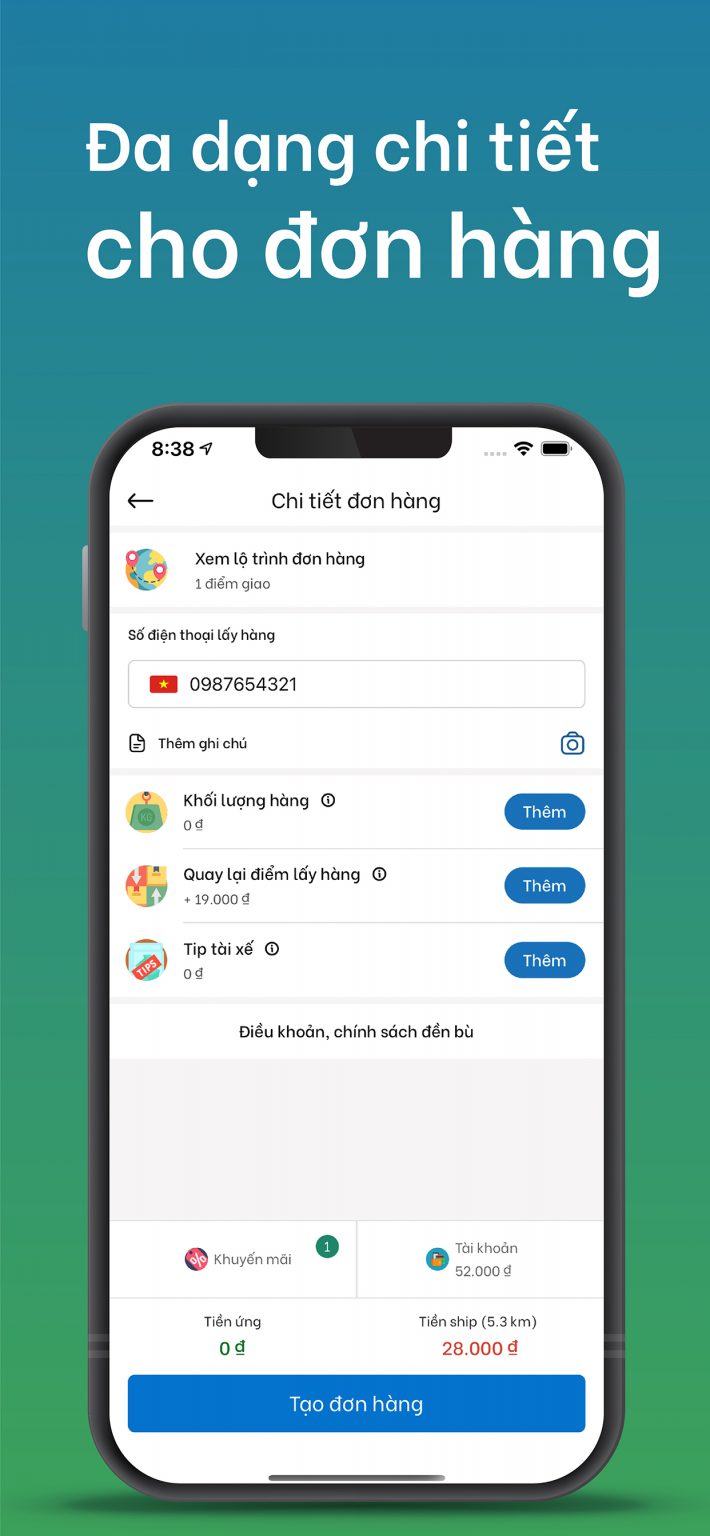 Đa dạng chi tiết
cho đơn hàng
8:38
Chi tiết đơn hàng
Xem lộ trình đơn hàng
1 điểm giao
Số điện thoại lấy hàng
0987654321
Thêm ghi chú
Khối lượng hàng
KG
0 ₫
Thêm
Quay lại điểm lấy hàng
+ 19.000 ₫
Thêm
Tip tài xế
TIPS
0 ₫
Thêm
Điều khoản, chính sách đền bù
Khuyến mãi
1
Tài khoản
52.000 ₫
Tiền ứng
0 ₫
Tiền ship (5.3 km)
28.000 ₫
Tạo đơn hàng